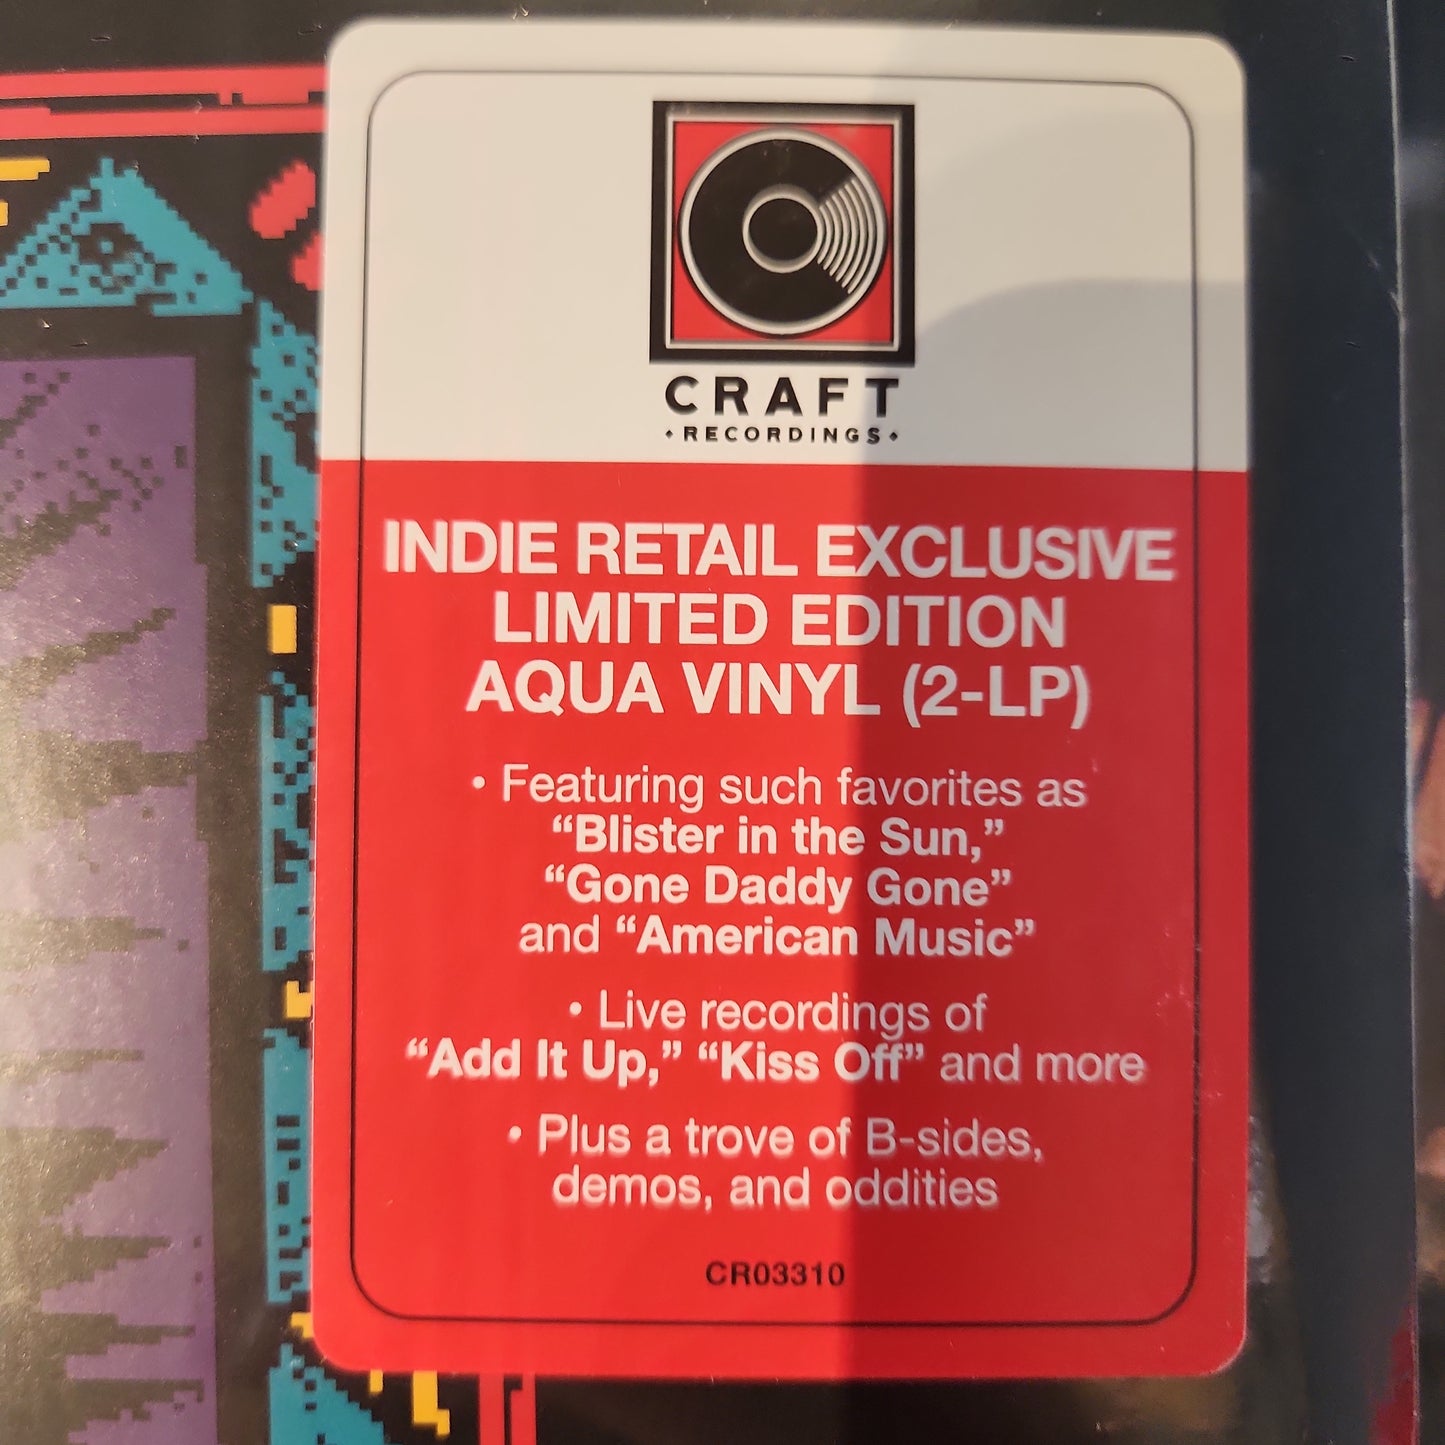 CRAFT
• RECORDINGS •
INDIE RETAIL EXCLUSIVE
LIMITED EDITION
AQUA VINYL (2-LP)
• Featuring such favorites as
“Blister in the Sun,”
“Gone Daddy Gone”
and “American Music”
• Live recordings of
“Add It Up,” “Kiss Off” and more
• Plus a trove of B-sides,
demos, and oddities
CR03310